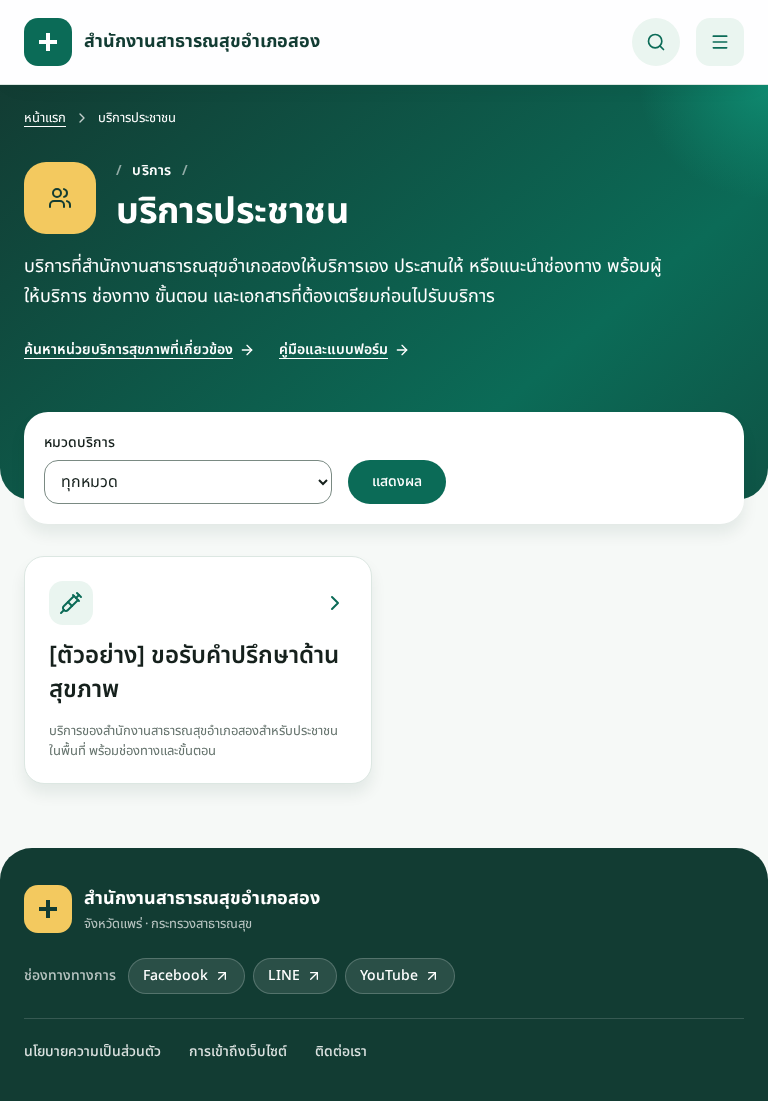 สำนักงานสาธารณสุขอำเภอสอง
หน้าแรก
บริการประชาชน
/ บริการ /
บริการประชาชน
บริการที่สำนักงานสาธารณสุขอำเภอสองให้บริการเอง ประสานให้ หรือแนะนำช่องทาง พร้อมผู้
ให้บริการ ช่องทาง ขั้นตอน และเอกสารที่ต้องเตรียมก่อนไปรับบริการ
ค้นหาหน่วยบริการสุขภาพที่เกี่ยวข้อง
คู่มือและแบบฟอร์ม
หมวดบริการ
ทุกหมวด
แสดงผล
[ตัวอย่าง] ขอรับคำปรึกษาด้าน
สุขภาพ
บริการของสำนักงานสาธารณสุขอำเภอสองสำหรับประชาชน
ในพื้นที่ พร้อมช่องทางและขั้นตอน
สำนักงานสาธารณสุขอำเภอสอง
จังหวัดแพร่ · กระทรวงสาธารณสุข
ช่องทางทางการ
Facebook
LINE
YouTube
นโยบายความเป็นส่วนตัว
การเข้าถึงเว็บไซต์
ติดต่อเรา